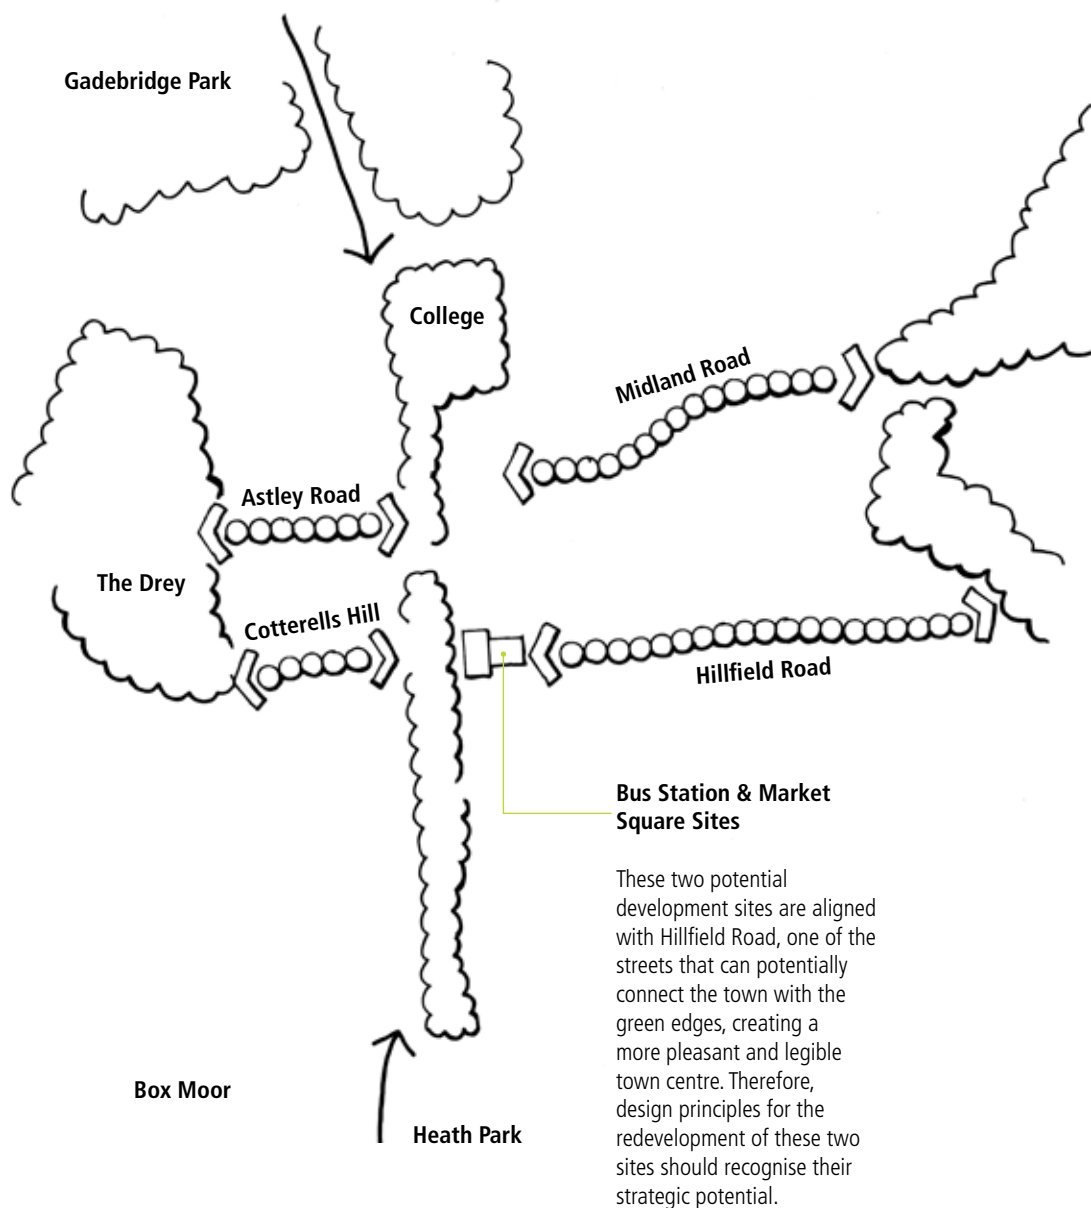 Gadebridge Park
College
Midland Road
Astley Road
The Drey
Cotterells Hill
Hillfield Road
Bus Station & Market
Square Sites
These two potential
development sites are aligned
with Hillfield Road, one of the
streets that can potentially
connect the town with the
green edges, creating a
more pleasant and legible
town centre. Therefore,
design principles for the
redevelopment of these two
sites should recognise their
strategic potential.
Box Moor
Heath Park